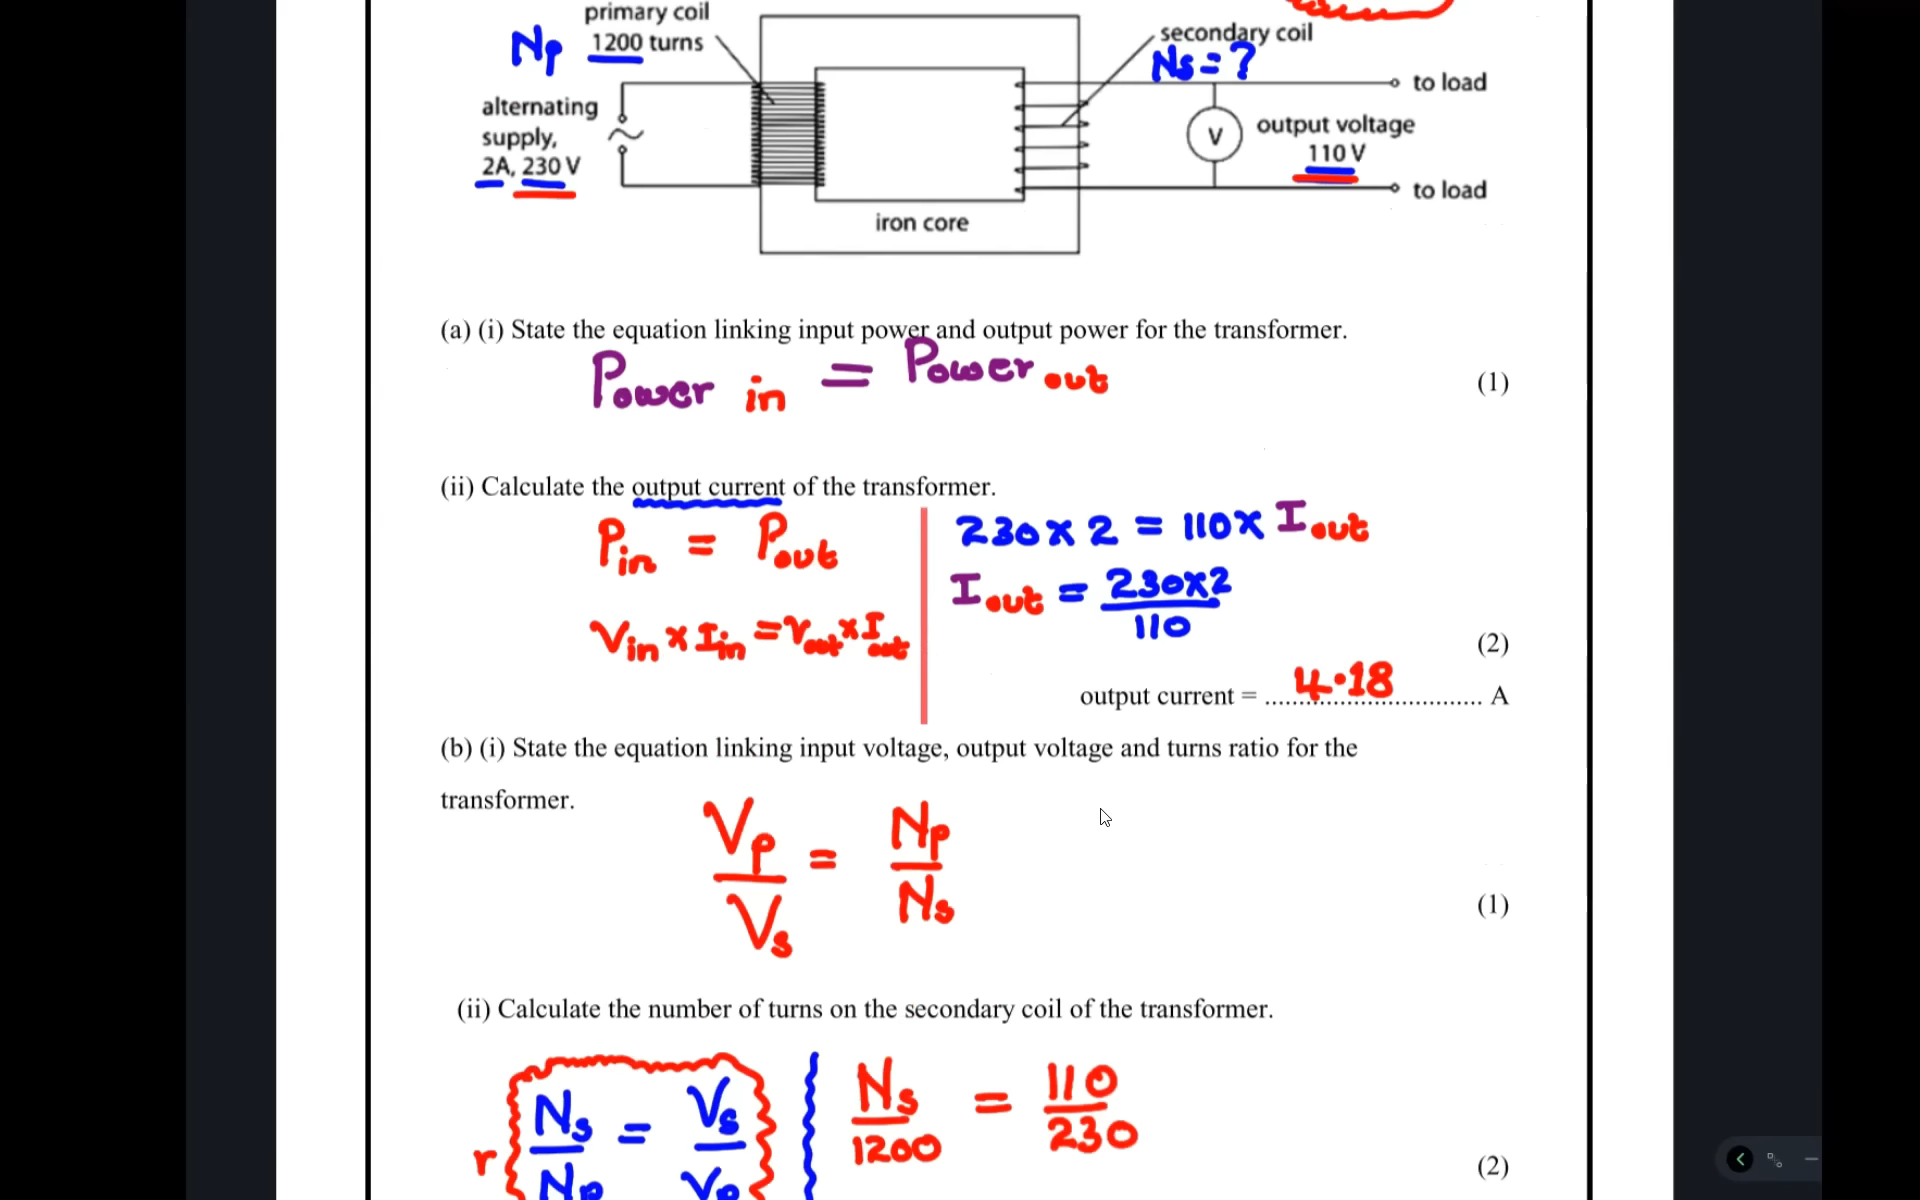 primary coil
Np 1200 turns
secondary coil
Ns = ?
to load
alternating
supply,
2A, 230 V
V
output voltage
110 V
to load
iron core
(a) (i) State the equation linking input power and output power for the transformer.
Power in = Power out
(1)
(ii) Calculate the output current of the transformer.
Pin = Pout
Vin x Iin = Vout x Iout
230 x 2 = 110 x Iout
Iout = 230x2
110
(2)
output current = 4.18 A
(b) (i) State the equation linking input voltage, output voltage and turns ratio for the
transformer.
Vp = Np
Vs Ns
(1)
(ii) Calculate the number of turns on the secondary coil of the transformer.
Ns = Vs
Np Vp
r
Ns = 110
1200 230
(2)